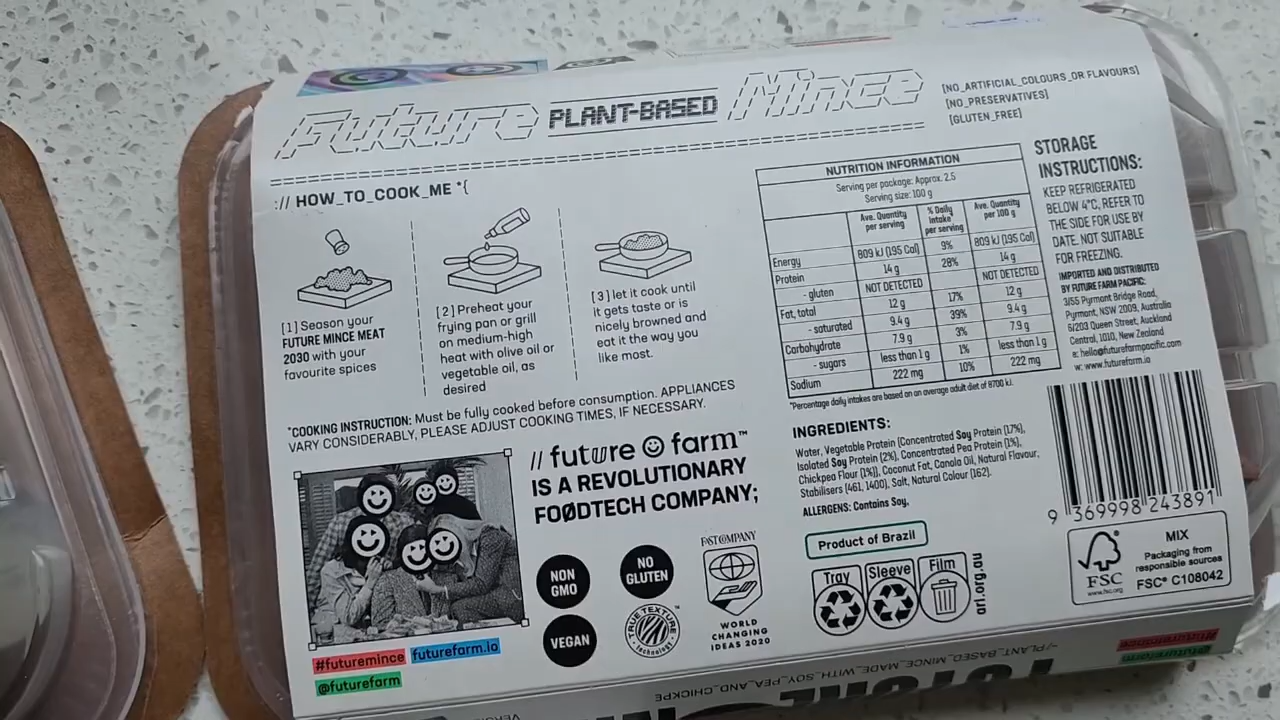 Future PLANT-BASED Mince
[NO_ARTIFICIAL_COLOURS_OR FLAVOURS]
[NO_PRESERVATIVES]
[GLUTEN_FREE]
:// HOW_TO_COOK_ME *{
[1] Season your
FUTURE MINCE MEAT
2030 with your
favourite spices
[2] Preheat your
frying pan or grill
on medium-high
heat with olive oil or
vegetable oil, as
desired
[3] let it cook until
it gets taste or is
nicely browned and
eat it the way you
like most.
*COOKING INSTRUCTION: Must be fully cooked before consumption. APPLIANCES
VARY CONSIDERABLY, PLEASE ADJUST COOKING TIMES, IF NECESSARY.
#futuremince futurefarm.io
@futurefarm
// future farm™
IS A REVOLUTIONARY
FOØDTECH COMPANY;
NON
GMO
NO
GLUTEN
VEGAN
TRUE TEXTURE
technology
™
FAST COMPANY
WORLD
CHANGING
IDEAS 2020
NUTRITION INFORMATION
Serving per package: Approx. 2.5
Serving size: 100 g
Ave. Quantity per serving % Daily Intake* per serving Ave. Quantity per 100 g
Energy 809 kJ (195 Cal) 9% 809 kJ (195 Cal)
Protein 14 g 28% 14 g
- gluten NOT DETECTED NOT DETECTED
Fat, total 12 g 17% 12 g
- saturated 9.4 g 39% 9.4 g
Carbohydrate 7.9 g 3% 7.9 g
- sugars less than 1 g 1% less than 1 g
Sodium 222 mg 10% 222 mg
*Percentage daily intakes are based on an average adult diet of 8700 kJ.
INGREDIENTS:
Water, Vegetable Protein (Concentrated Soy Protein (17%),
Isolated Soy Protein (2%), Concentrated Pea Protein (1%),
Chickpea Flour (1%)), Coconut Fat, Canola Oil, Natural Flavour,
Stabilisers (461, 1400), Salt, Natural Colour (162).
ALLERGENS: Contains Soy.
Product of Brazil
Tray Sleeve Film
arl.org.au
STORAGE
INSTRUCTIONS:
KEEP REFRIGERATED
BELOW 4°C, REFER TO
THE SIDE FOR USE BY
DATE. NOT SUITABLE
FOR FREEZING.
IMPORTED AND DISTRIBUTED
BY FUTURE FARM PACIFIC:
3/55 Pyrmont Bridge Road,
Pyrmont, NSW 2009, Australia
6/203 Queen Street, Auckland
Central, 1010, New Zealand
e: hello@futurefarmpacific.com
w: www.futurefarm.io
9 369998 243891
FSC
www.fsc.org
MIX
Packaging from
responsible sources
FSC® C108042
#futuremince
@futurefarm
~/PLANT_BASED_MINCE_MADE_WITH_SOY_PEA_AND_CHICKPE